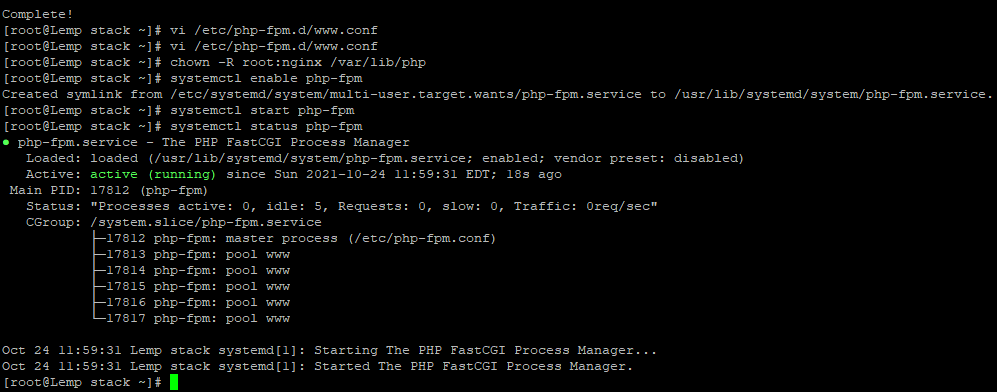 Complete!
[root@Lemp stack ~]# vi /etc/php-fpm.d/www.conf
[root@Lemp stack ~]# vi /etc/php-fpm.d/www.conf
[root@Lemp stack ~]# chown -R root:nginx /var/lib/php
[root@Lemp stack ~]# systemctl enable php-fpm
Created symlink from /etc/systemd/system/multi-user.target.wants/php-fpm.service to /usr/lib/systemd/system/php-fpm.service.
[root@Lemp stack ~]# systemctl start php-fpm
[root@Lemp stack ~]# systemctl status php-fpm
● php-fpm.service - The PHP FastCGI Process Manager
   Loaded: loaded (/usr/lib/systemd/system/php-fpm.service; enabled; vendor preset: disabled)
   Active: active (running) since Sun 2021-10-24 11:59:31 EDT; 18s ago
 Main PID: 17812 (php-fpm)
   Status: "Processes active: 0, idle: 5, Requests: 0, slow: 0, Traffic: 0req/sec"
   CGroup: /system.slice/php-fpm.service
           ├─17812 php-fpm: master process (/etc/php-fpm.conf)
           ├─17813 php-fpm: pool www
           ├─17814 php-fpm: pool www
           ├─17815 php-fpm: pool www
           ├─17816 php-fpm: pool www
           └─17817 php-fpm: pool www
Oct 24 11:59:31 Lemp stack systemd[1]: Starting The PHP FastCGI Process Manager...
Oct 24 11:59:31 Lemp stack systemd[1]: Started The PHP FastCGI Process Manager.
[root@Lemp stack ~]#